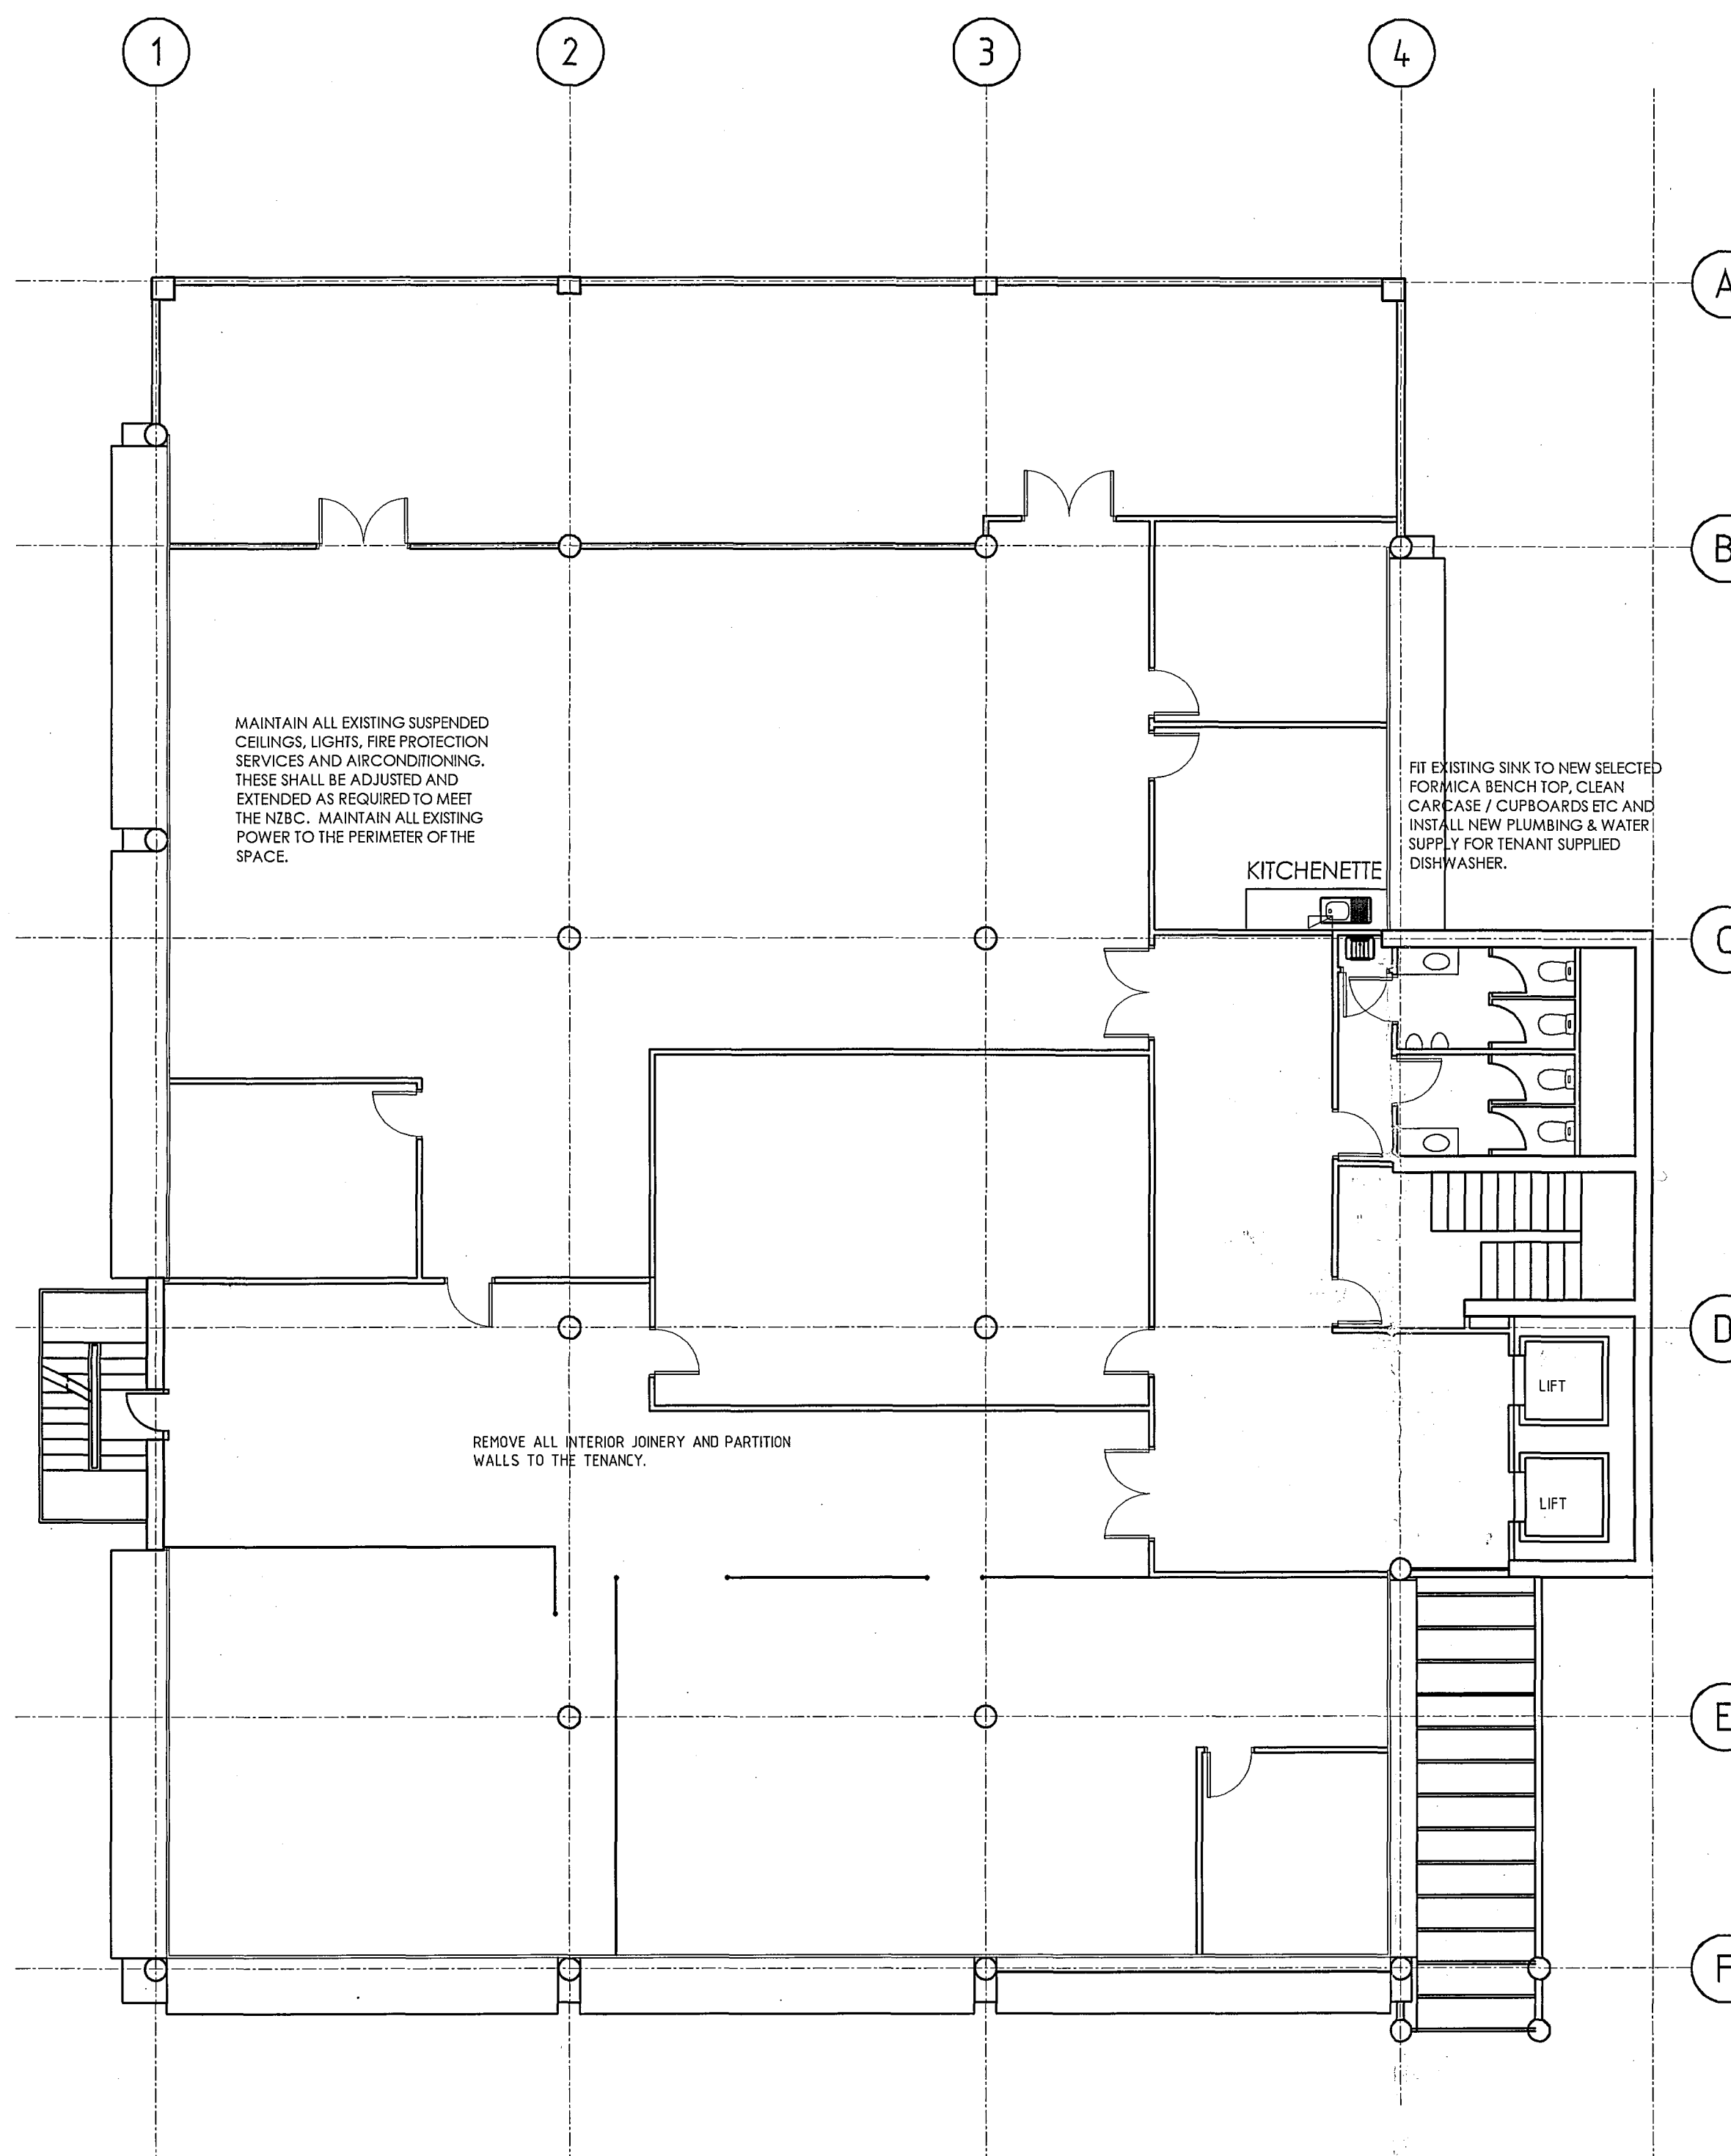 1 2 3 4
A
B
MAINTAIN ALL EXISTING SUSPENDED
CEILINGS, LIGHTS, FIRE PROTECTION
SERVICES AND AIRCONDITIONING.
THESE SHALL BE ADJUSTED AND
EXTENDED AS REQUIRED TO MEET
THE NZBC. MAINTAIN ALL EXISTING
POWER TO THE PERIMETER OF THE
SPACE.
FIT EXISTING SINK TO NEW SELECTED
FORMICA BENCH TOP, CLEAN
CARCASE / CUPBOARDS ETC AND
INSTALL NEW PLUMBING & WATER
SUPPLY FOR TENANT SUPPLIED
DISHWASHER.
KITCHENETTE
C
D
LIFT
REMOVE ALL INTERIOR JOINERY AND PARTITION
WALLS TO THE TENANCY.
LIFT
E
F